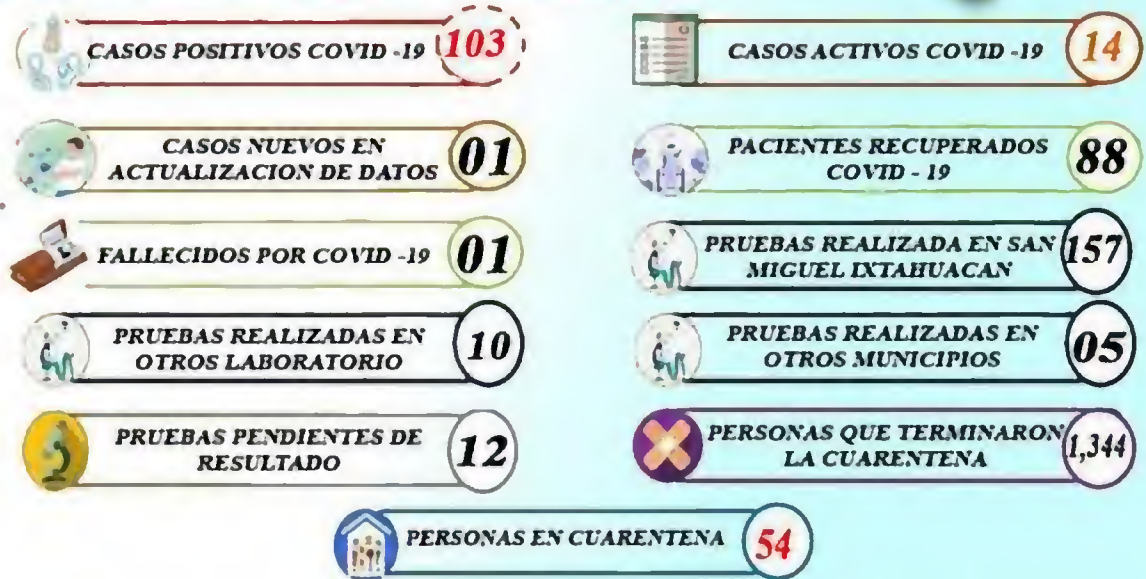 CASOS POSITIVOS COVID -19 103
CASOS ACTIVOS COVID -19 14
CASOS NUEVOS EN
ACTUALIZACION DE DATOS 01
PACIENTES RECUPERADOS
COVID - 19 88
FALLECIDOS POR COVID -19 01
PRUEBAS REALIZADA EN SAN
MIGUEL IXTAHUACAN 157
PRUEBAS REALIZADAS EN
OTROS LABORATORIO 10
PRUEBAS REALIZADAS EN
OTROS MUNICIPIOS 05
PRUEBAS PENDIENTES DE
RESULTADO 12
PERSONAS QUE TERMINARON
LA CUARENTENA 1,344
PERSONAS EN CUARENTENA 54